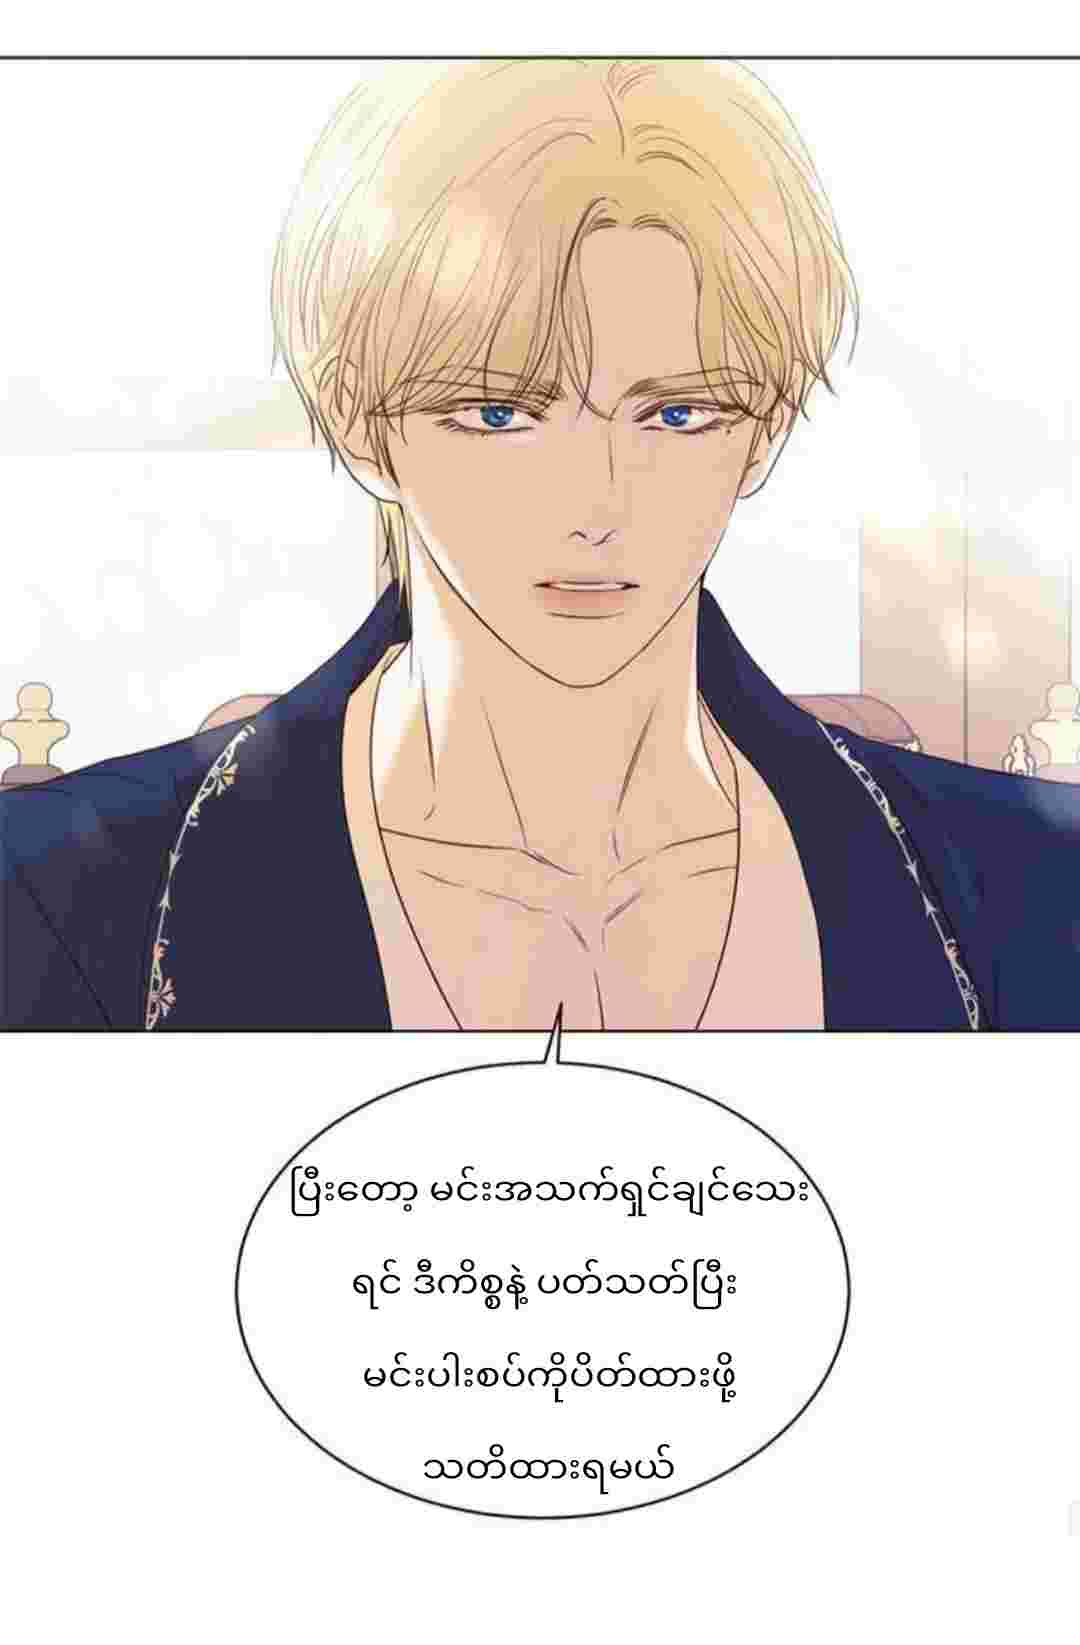 ပြီးတော့ မင်းအသက်ရှင်ချင်သေး
ရင် ဒီကိစ္စနဲ့ ပတ်သတ်ပြီး
မင်းပါးစပ်ကိုပိတ်ထားဖို့
သတိထားရမယ်